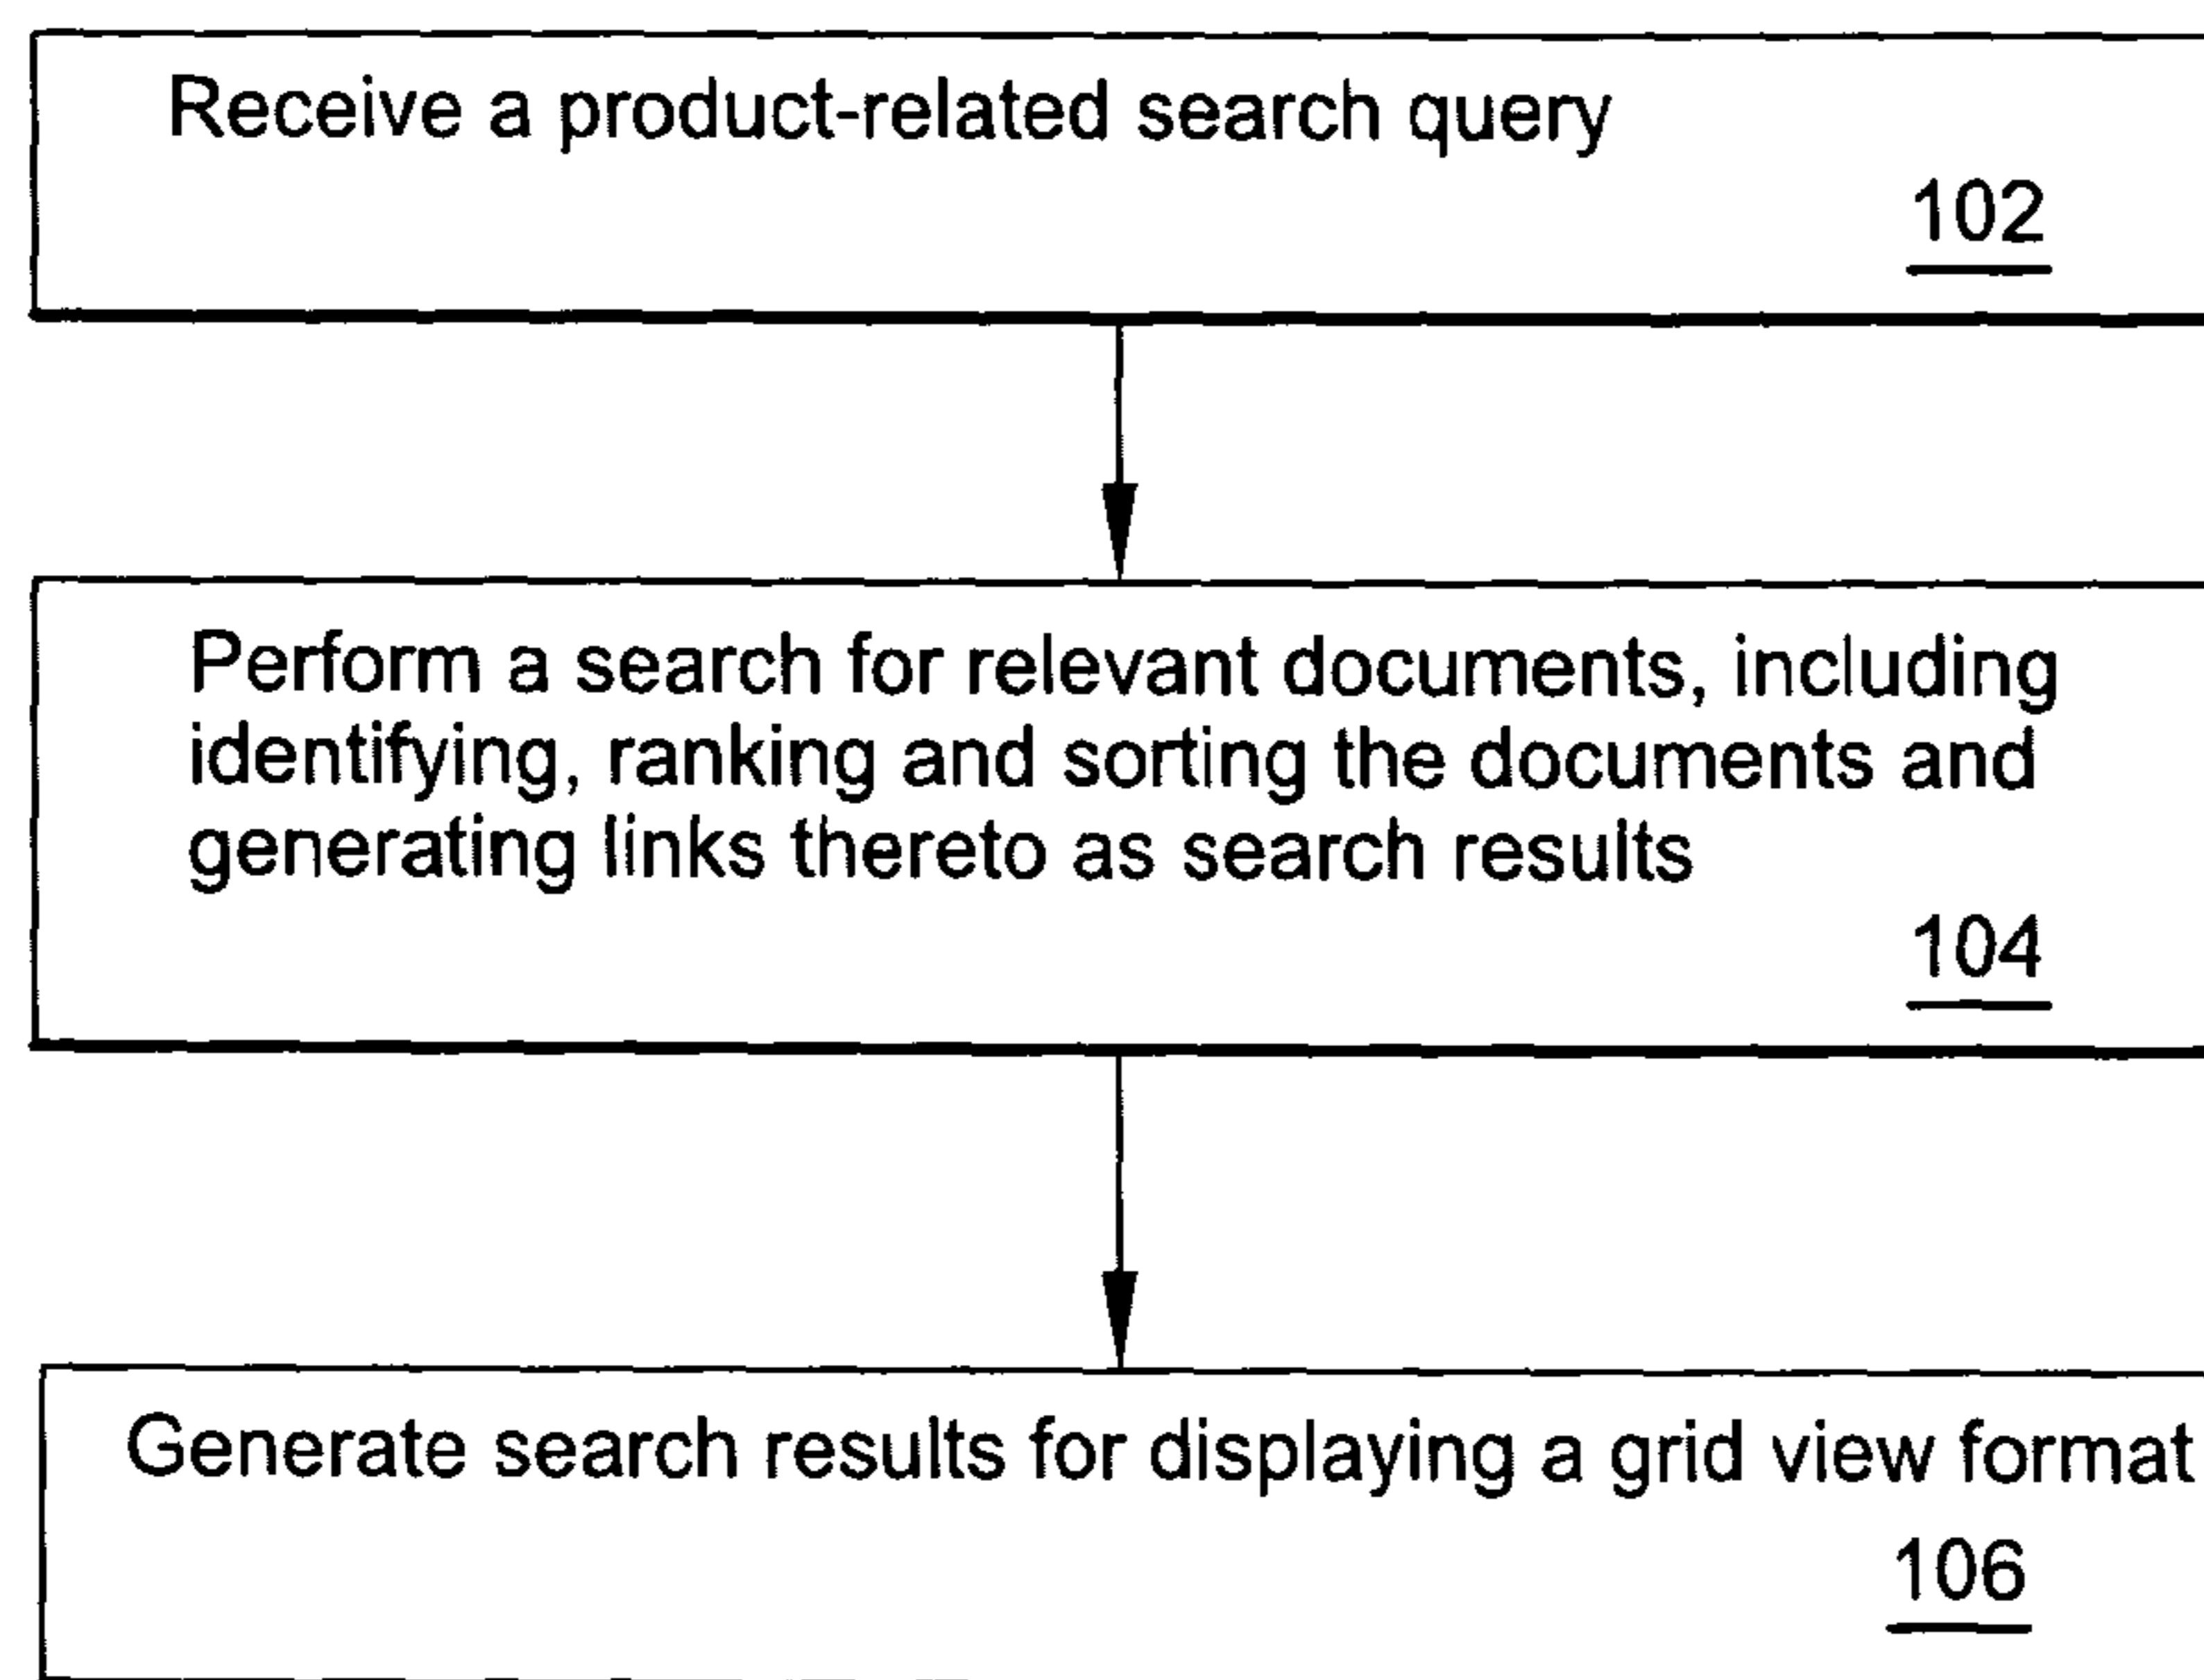 Receive a product-related search query
102
Perform a search for relevant documents, including
identifying, ranking and sorting the documents and
generating links thereto as search results
104
Generate search results for displaying a grid view format
106